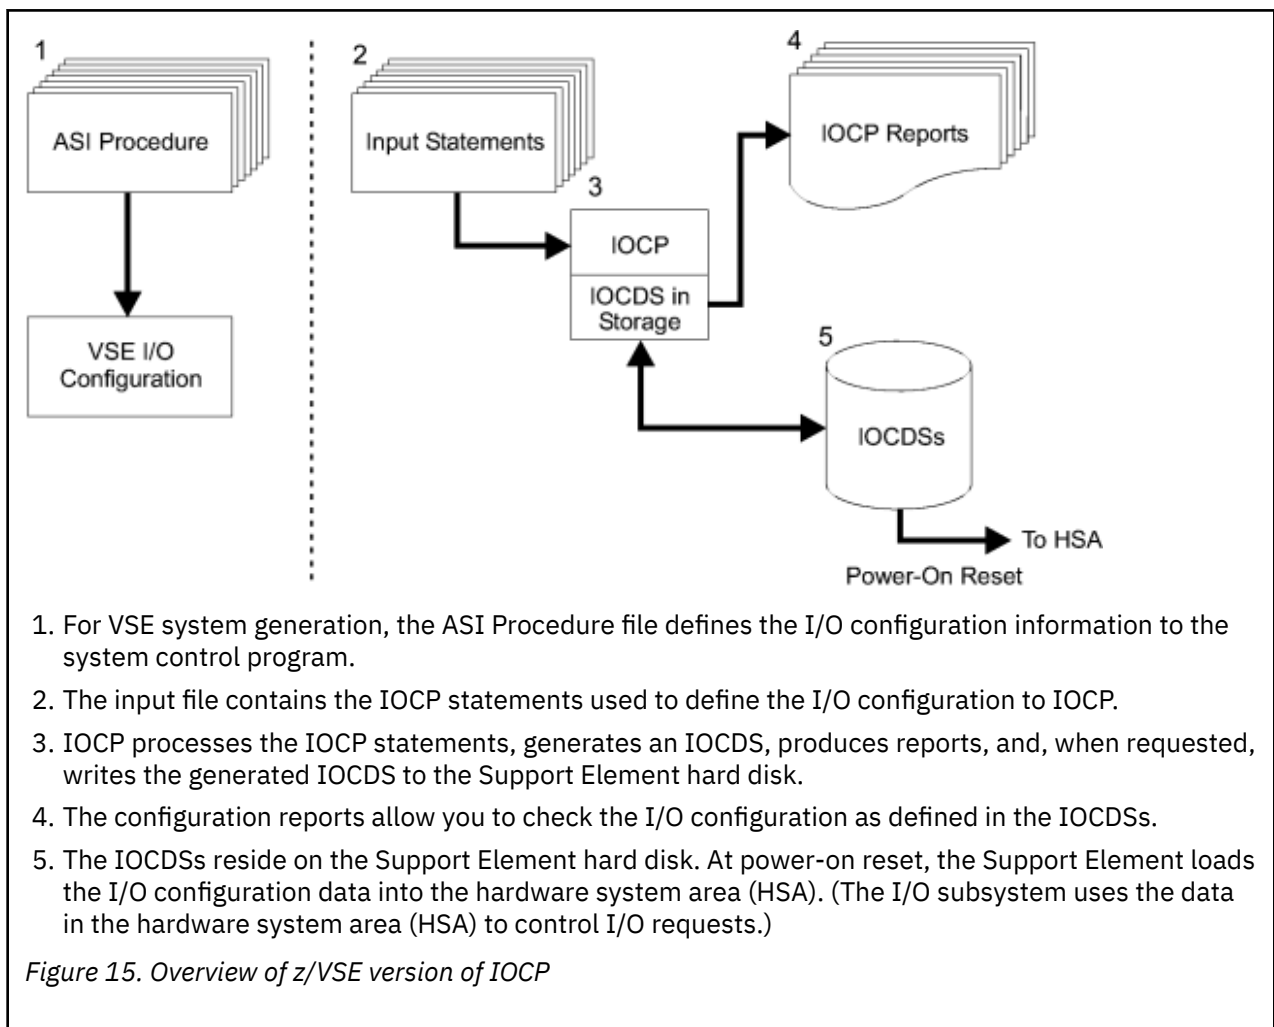 1
ASI Procedure
VSE I/O
Configuration
2
Input Statements
3
IOCP
IOCDS in
Storage
4
IOCP Reports
5
IOCDSs
To HSA
Power-On Reset
1. For VSE system generation, the ASI Procedure file defines the I/O configuration information to the
system control program.
2. The input file contains the IOCP statements used to define the I/O configuration to IOCP.
3. IOCP processes the IOCP statements, generates an IOCDS, produces reports, and, when requested,
writes the generated IOCDS to the Support Element hard disk.
4. The configuration reports allow you to check the I/O configuration as defined in the IOCDSs.
5. The IOCDSs reside on the Support Element hard disk. At power-on reset, the Support Element loads
the I/O configuration data into the hardware system area (HSA). (The I/O subsystem uses the data
in the hardware system area (HSA) to control I/O requests.)
Figure 15. Overview of z/VSE version of IOCP